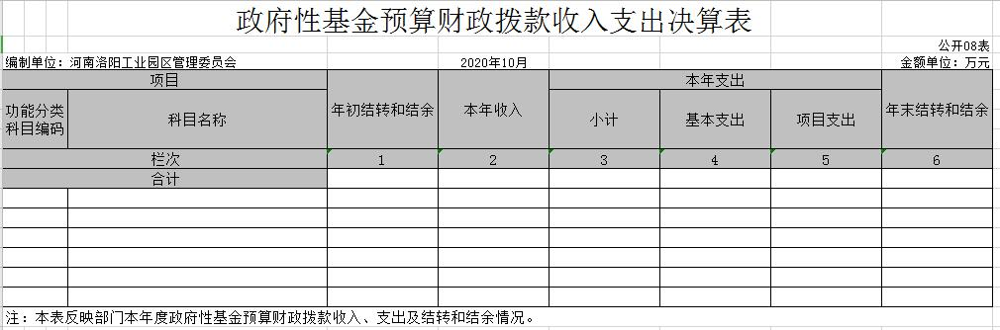 政府性基金预算财政拨款收入支出决算表
公开08表
编制单位：河南洛阳工业园区管理委员会 2020年10月 金额单位：万元
项目 本年支出
功能分类科目编码 科目名称 年初结转和结余 本年收入 小计 基本支出 项目支出 年末结转和结余
栏次 1 2 3 4 5 6
合计
注：本表反映部门本年度政府性基金预算财政拨款收入、支出及结转和结余情况。